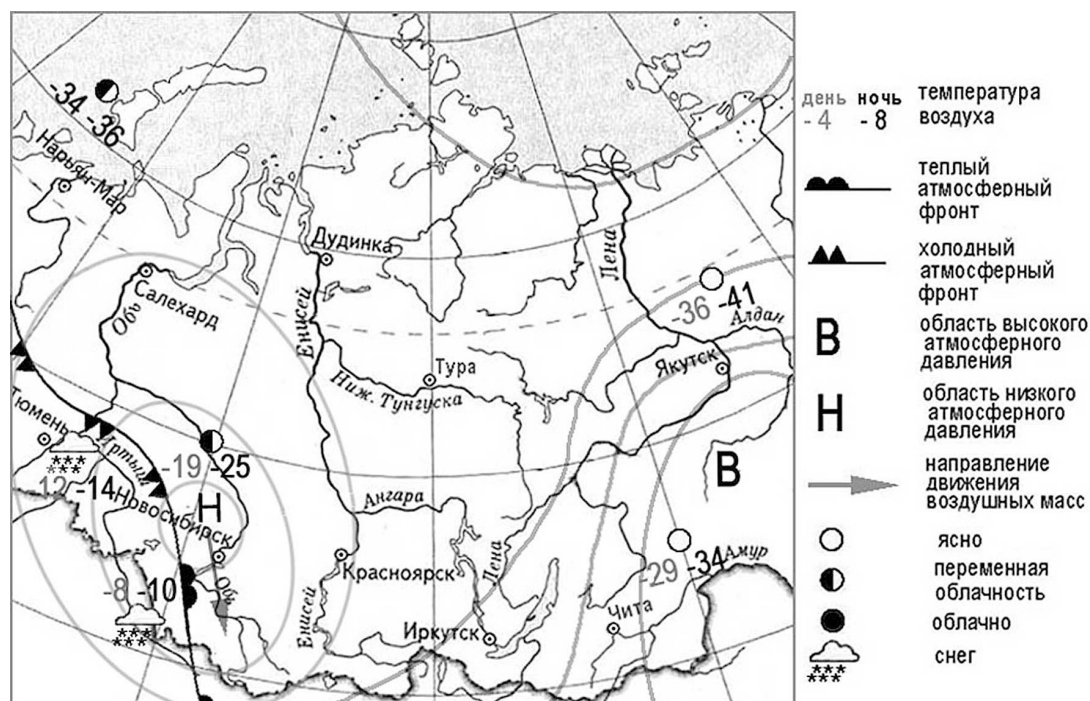 -34 -36
Нарьян-Мар
Дудинка
Салехард
Обь
Енисей
Лена
-36 -41
Алдан
Якутск
Тура
Ниж. Тунгуска
Тюмень
Иртыш
-19 -25
12 -14
Новосибирск
Н
В
Ангара
-8 -10
Обь
Красноярск
Енисей
Лена
Иркутск
-29 -34
Амур
Чита
день ночь
-4 -8
температура
воздуха
теплый
атмосферный
фронт
холодный
атмосферный
фронт
В
область высокого
атмосферного
давления
Н
область низкого
атмосферного
давления
направление
движения
воздушных масс
ясно
переменная
облачность
облачно
снег